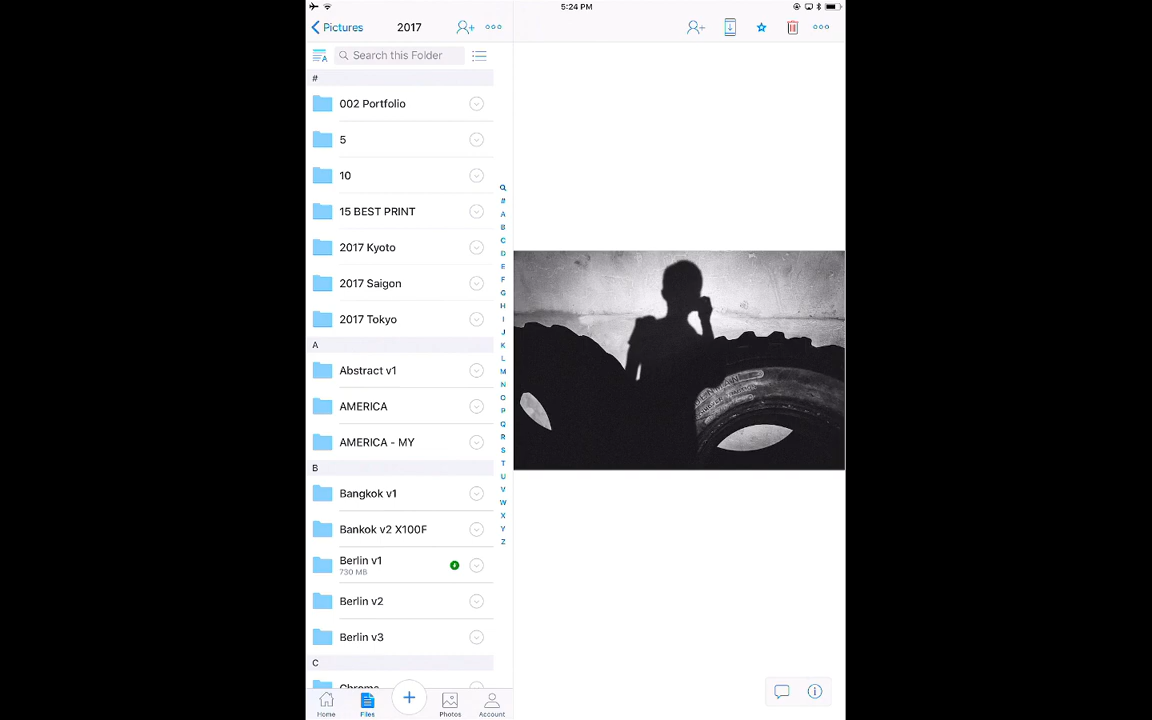 5:24 PM
Pictures
2017
Search this Folder
#
002 Portfolio
5
10
15 BEST PRINT
2017 Kyoto
2017 Saigon
2017 Tokyo
A
Abstract v1
AMERICA
AMERICA - MY
B
Bangkok v1
Bankok v2 X100F
Berlin v1
730 MB
Berlin v2
Berlin v3
C
Chrome
#
A
B
C
D
E
F
G
H
I
J
K
L
M
N
O
P
Q
R
S
T
U
V
W
X
Y
Z
Home
Files
Photos
Account